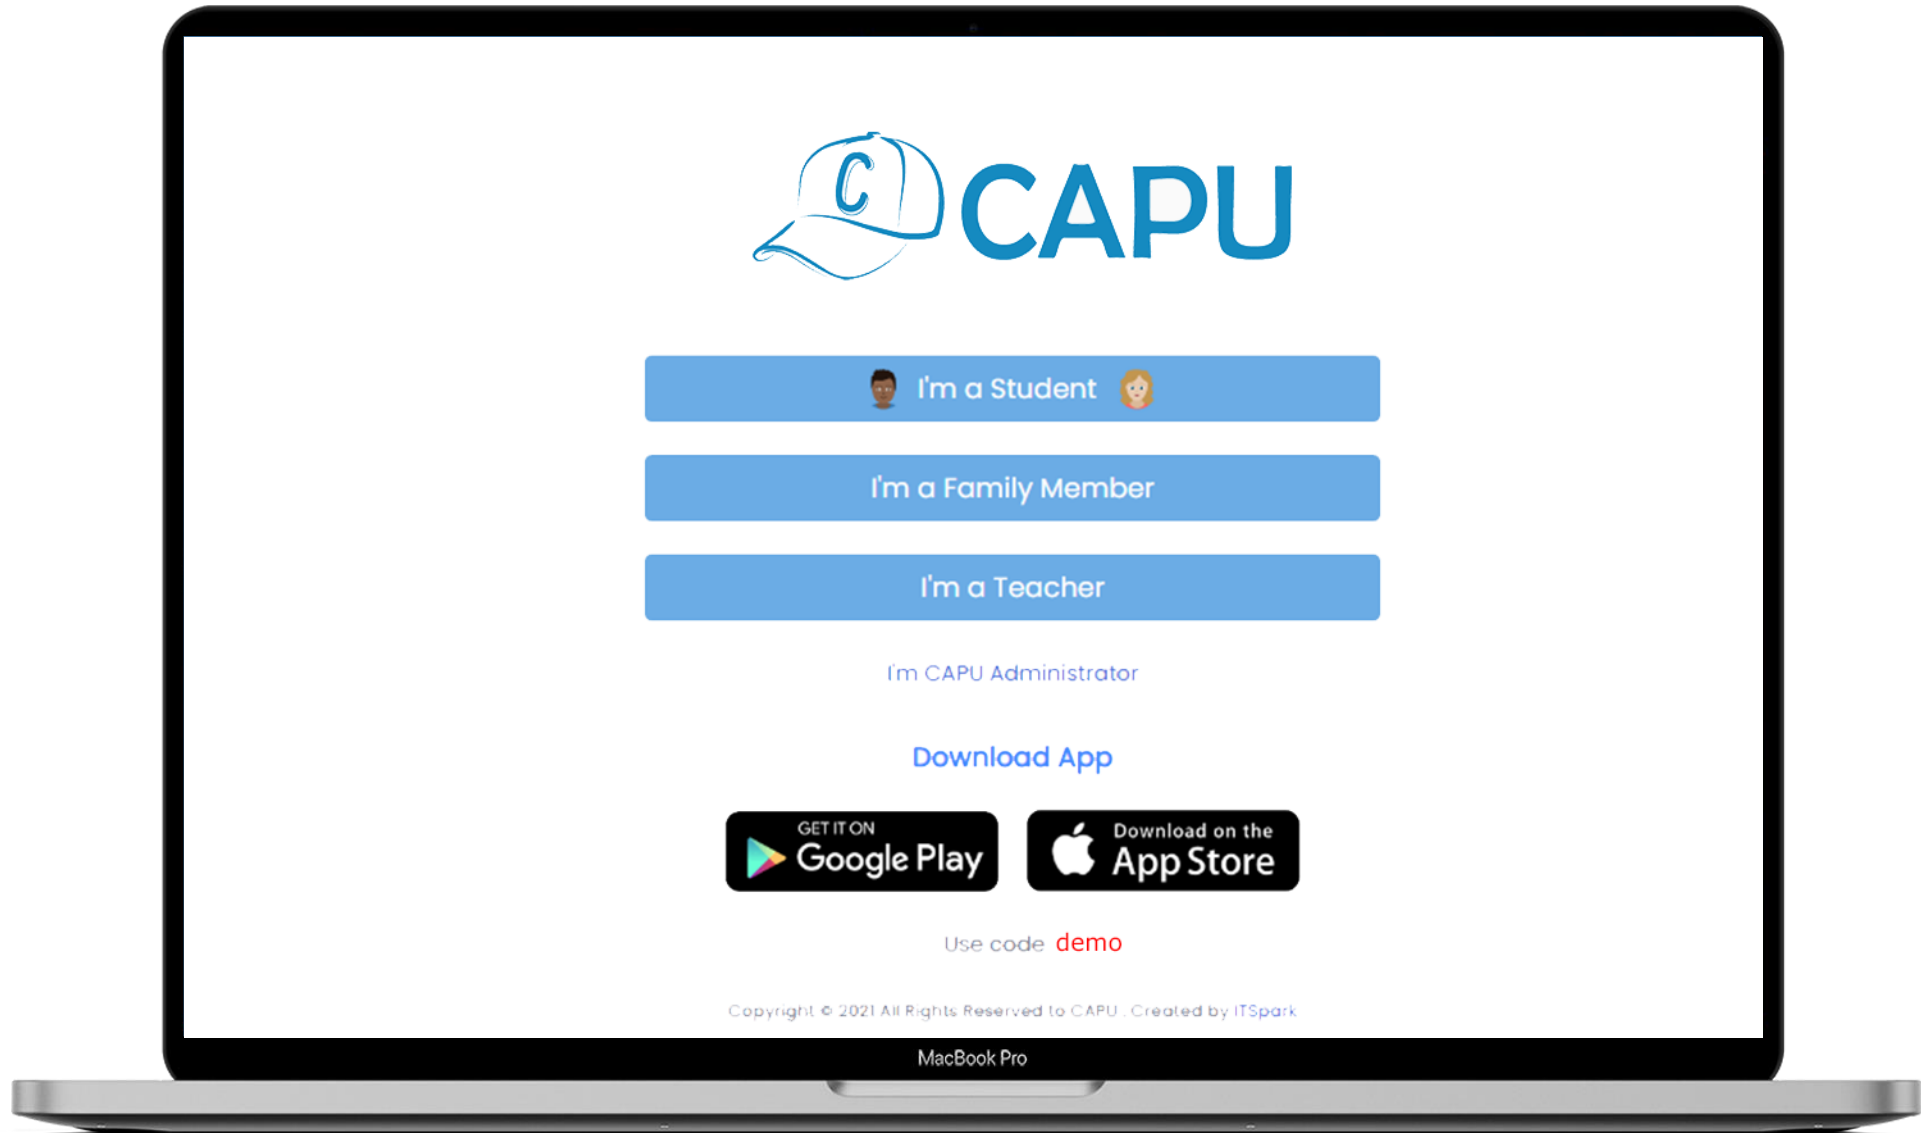 C CAPU
I'm a Student
I'm a Family Member
I'm a Teacher
I'm CAPU Administrator
Download App
GET IT ON
Google Play
Download on the
App Store
Use code demo
Copyright © 2021 All Rights Reserved to CAPU . Created by ITSpark
MacBook Pro